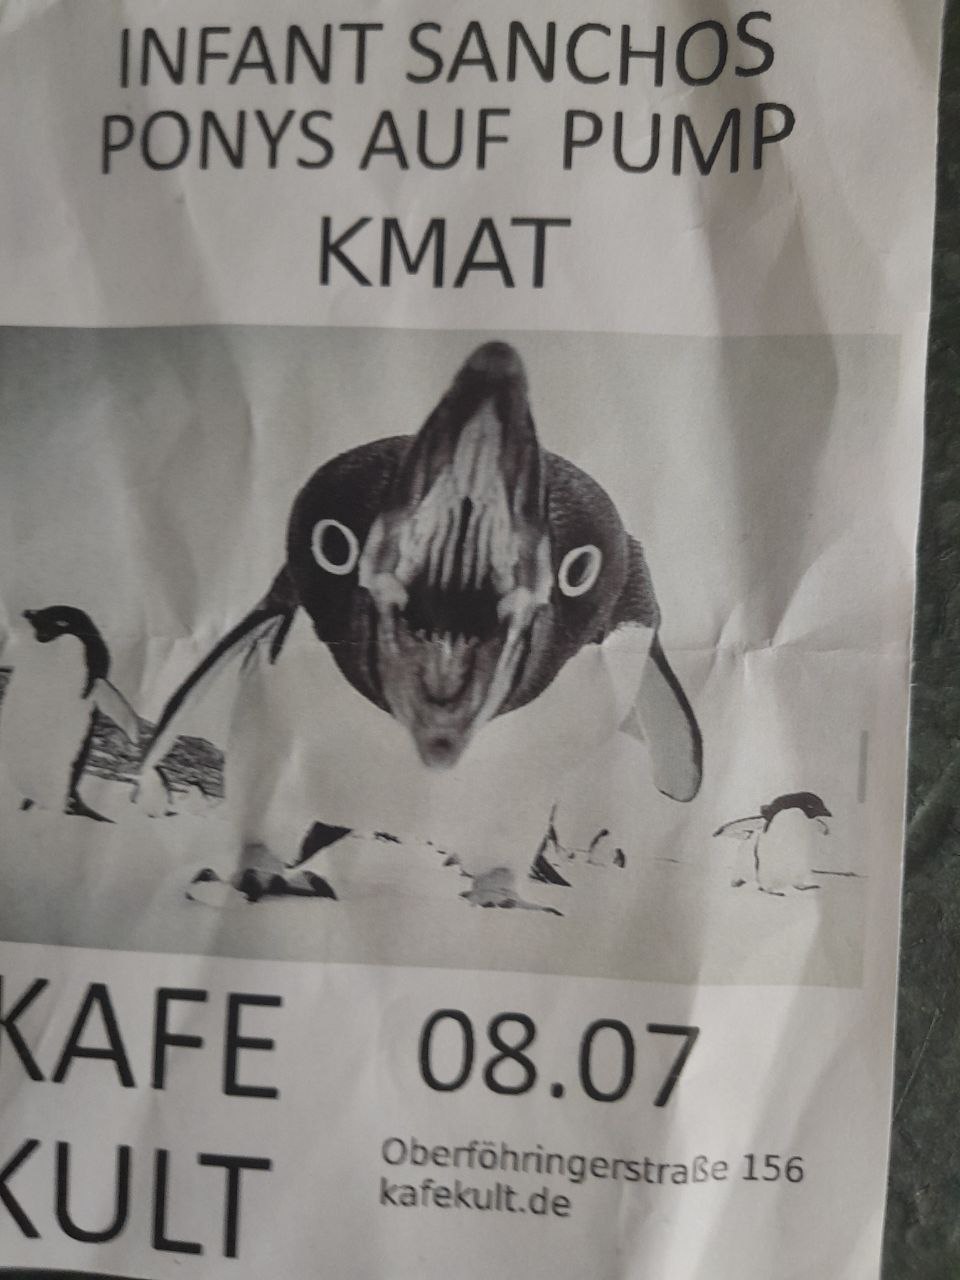 INFANT SANCHOS
PONYS AUF PUMP
KMAT
KAFE
KULT
08.07
Oberföhringerstraße 156
kafekult.de